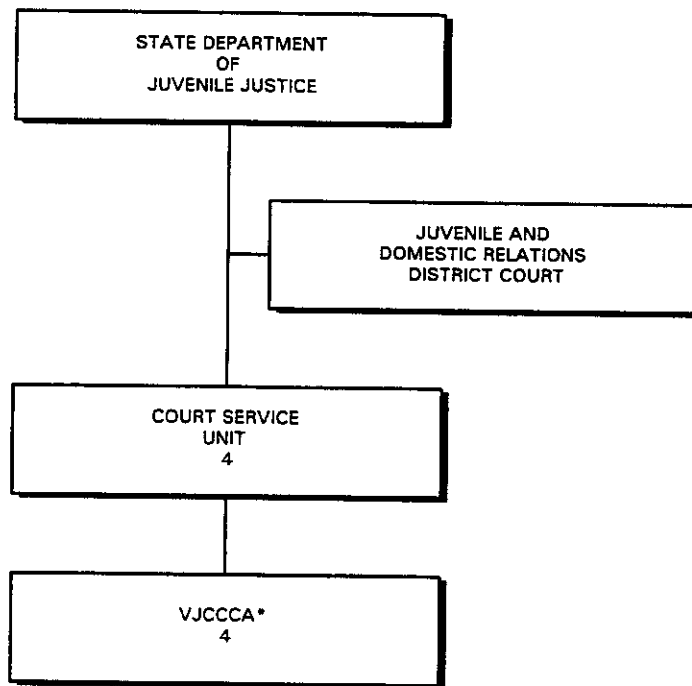 STATE DEPARTMENT
OF
JUVENILE JUSTICE
JUVENILE AND
DOMESTIC RELATIONS
DISTRICT COURT
COURT SERVICE
UNIT
4
VJCCCA*
4